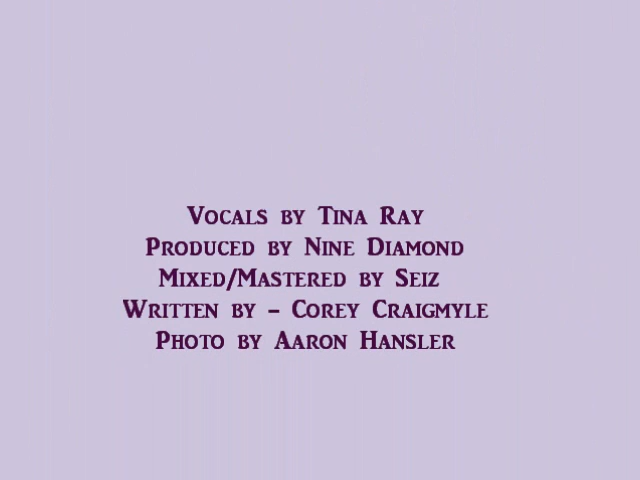 Vocals by Tina Ray
Produced by Nine Diamond
Mixed/Mastered by Seiz
Written by - Corey Craigmyle
Photo by Aaron Hansler